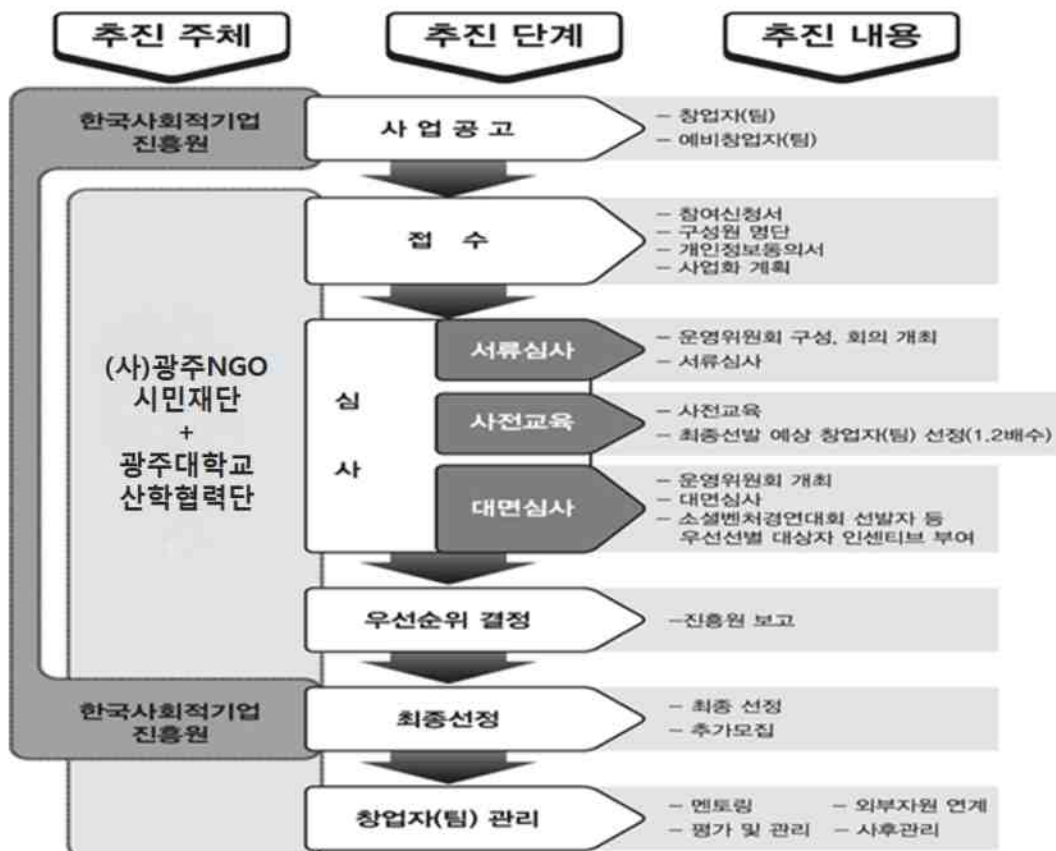 추진 주체
추진 단계
추진 내용
한국사회적기업
진흥원
사 업 공 고
- 창업자(팀)
- 예비창업자(팀)
접 수
- 참여신청서
- 구성원 명단
- 개인정보동의서
- 사업화 계획
(사)광주NGO
시민재단
+
광주대학교
산학협력단
심
사
서류심사
- 운영위원회 구성, 회의 개최
- 서류심사
사전교육
- 사전교육
- 최종선발 예상 창업자(팀) 선정(1.2배수)
대면심사
- 운영위원회 개최
- 대면심사
- 소셜벤처경연대회 선발자 등
우선선별 대상자 인센티브 부여
우선순위 결정
-진흥원 보고
한국사회적기업
진흥원
최종선정
- 최종 선정
- 추가모집
창업자(팀) 관리
- 멘토링 - 외부자원 연계
- 평가 및 관리 - 사후관리